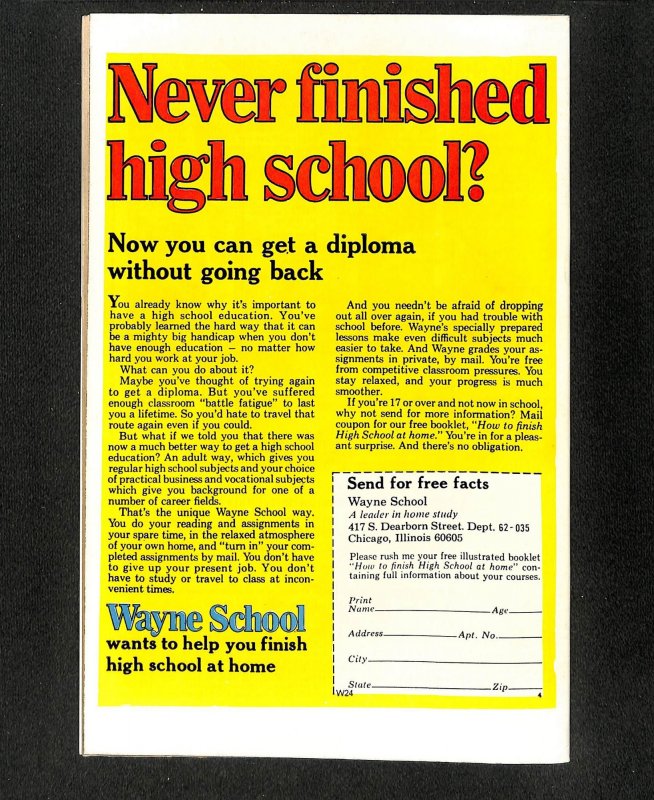 Never finished
high school?
Now you can get a diploma
without going back
You already know why it's important to
have a high school education. You've
probably learned the hard way that it can
be a mighty big handicap when you don't
have enough education – no matter how
hard you work at your job.
What can you do about it?
Maybe you've thought of trying again
to get a diploma. But you've suffered
enough classroom "battle fatigue" to last
you a lifetime. So you'd hate to travel that
route again even if you could.
But what if we told you that there was
now a much better way to get a high school
education? An adult way, which gives you
regular high school subjects and your choice
of practical business and vocational subjects
which give you background for one of a
number of career fields.
That's the unique Wayne School way.
You do your reading and assignments in
your spare time, in the relaxed atmosphere
of your own home, and "turn in" your com-
pleted assignments by mail. You don't have
to give up your present job. You don't
have to study or travel to class at incon-
venient times.
Wayne School
wants to help you finish
high school at home
And you needn't be afraid of dropping
out all over again, if you had trouble with
school before. Wayne's specially prepared
lessons make even difficult subjects much
easier to take. And Wayne grades your as-
signments in private, by mail. You're free
from competitive classroom pressures. You
stay relaxed, and your progress is much
smoother.
If you're 17 or over and not now in school,
why not send for more information? Mail
coupon for our free booklet, "How to finish
High School at home." You're in for a pleas-
ant surprise. And there's no obligation.
Send for free facts
Wayne School
A leader in home study
417 S. Dearborn Street. Dept. 62-035
Chicago, Illinois 60605
Please rush me your free illustrated booklet
"How to finish High School at home" con-
taining full information about your courses.
Print
Name Age
Address Apt. No.
City
State Zip
W24 4